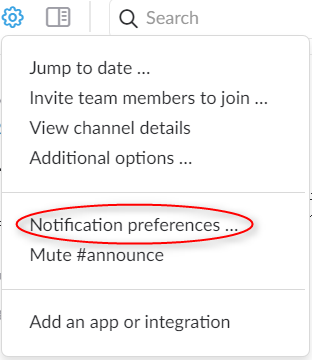 Search
Jump to date ...
Invite team members to join ...
View channel details
Additional options ...
Notification preferences ...
Mute #announce
Add an app or integration